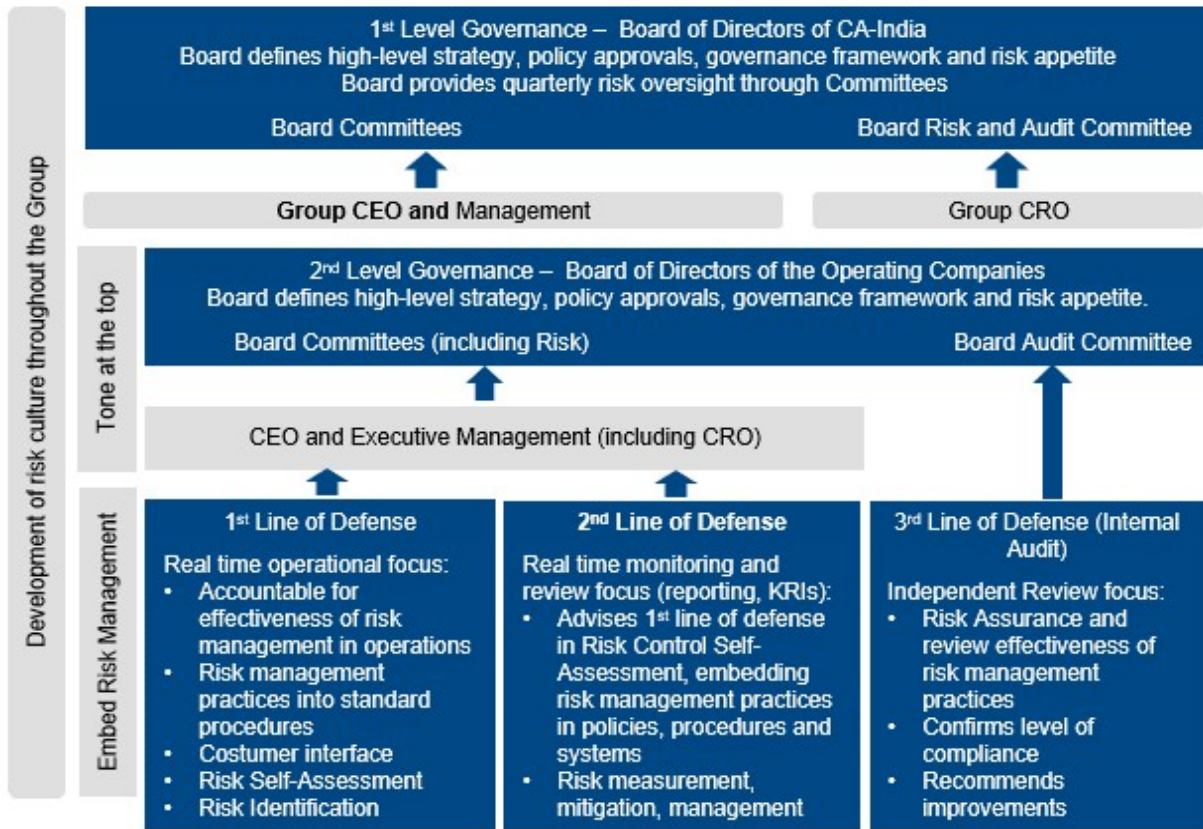 Development of risk culture throughout the Group
1st Level Governance – Board of Directors of CA-India
Board defines high-level strategy, policy approvals, governance framework and risk appetite
Board provides quarterly risk oversight through Committees
Board Committees
Board Risk and Audit Committee
Group CEO and Management
Group CRO
Tone at the top
2nd Level Governance – Board of Directors of the Operating Companies
Board defines high-level strategy, policy approvals, governance framework and risk appetite.
Board Committees (including Risk)
Board Audit Committee
CEO and Executive Management (including CRO)
Embed Risk Management
1st Line of Defense
Real time operational focus:
• Accountable for
effectiveness of risk
management in operations
• Risk management
practices into standard
procedures
• Costumer interface
• Risk Self-Assessment
• Risk Identification
2nd Line of Defense
Real time monitoring and
review focus (reporting, KRIs):
• Advises 1st line of defense
in Risk Control Self-
Assessment, embedding
risk management practices
in policies, procedures and
systems
• Risk measurement,
mitigation, management
3rd Line of Defense (Internal
Audit)
Independent Review focus:
• Risk Assurance and
review effectiveness of
risk management
practices
• Confirms level of
compliance
• Recommends
improvements